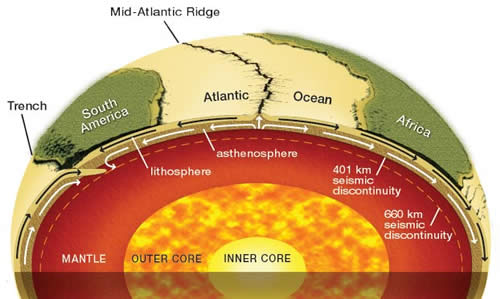 Mid-Atlantic Ridge
Trench
South
America
Atlantic
Ocean
Africa
lithosphere
asthenosphere
401 km
seismic
discontinuity
660 km
seismic
discontinuity
MANTLE
OUTER CORE
INNER CORE